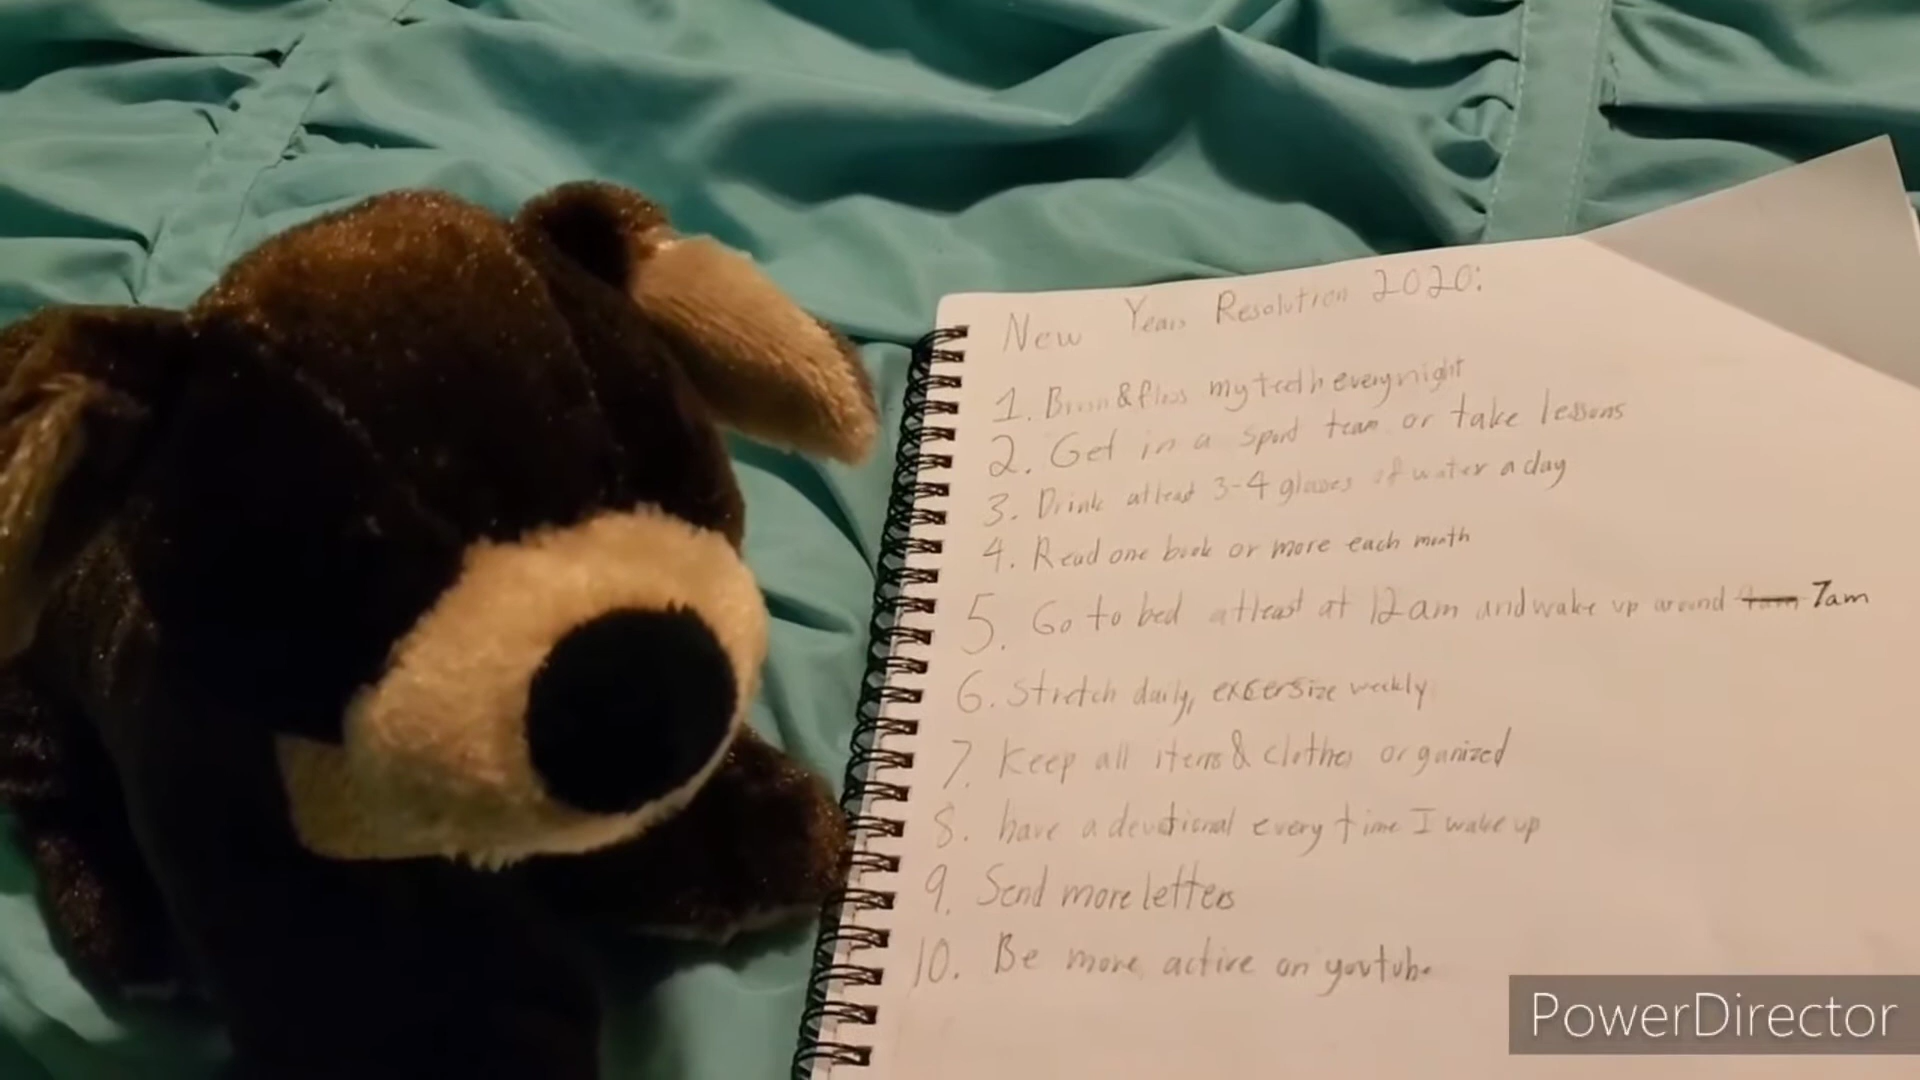 New Years Resolution 2020:
1. Brush & floss my teeth every night
2. Get in a sport team or take lessons
3. Drink atleast 3-4 glasses of water a day
4. Read one book or more each month
5. Go to bed atleast at 12am and wake up around 7am
6. Stretch daily, excersize weekly
7. Keep all items & clothes organized
8. have a devotional every time I wake up
9. Send more letters
10. Be more active on youtube
PowerDirector